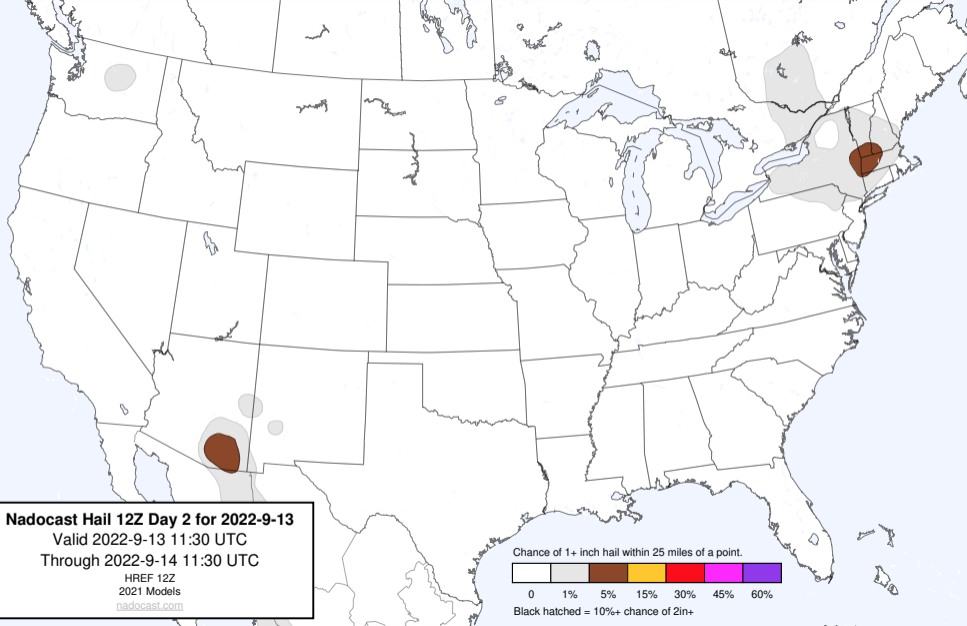 Nadocast Hail 12Z Day 2 for 2022-9-13
Valid 2022-9-13 11:30 UTC
Through 2022-9-14 11:30 UTC
HREF 12Z
2021 Models
nadocast.com
Chance of 1+ inch hail within 25 miles of a point.
0 1% 5% 15% 30% 45% 60%
Black hatched = 10%+ chance of 2in+